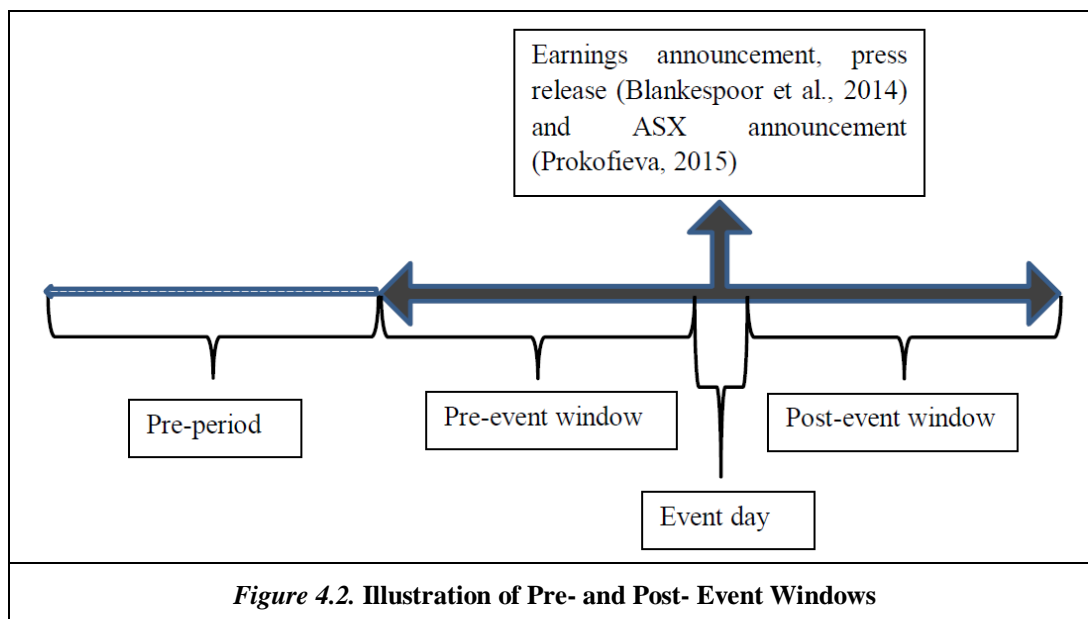 Earnings announcement, press
release (Blankespoor et al., 2014)
and ASX announcement
(Prokofieva, 2015)
Pre-period
Pre-event window
Post-event window
Event day
Figure 4.2. Illustration of Pre- and Post- Event Windows